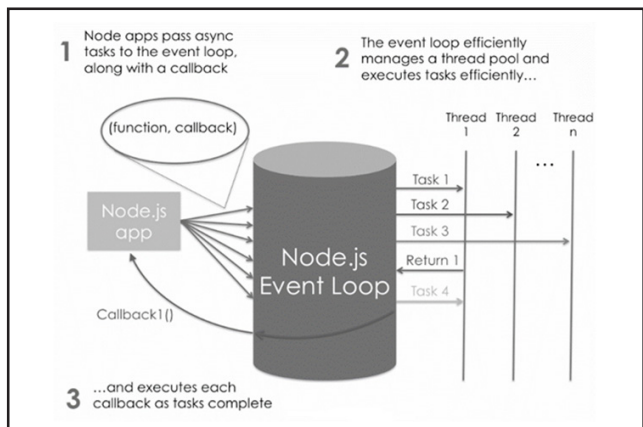 1
Node apps pass async
tasks to the event loop,
along with a callback
2
The event loop efficiently
manages a thread pool and
executes tasks efficiently...
(function, callback)
Thread
1
Thread
2
...
Thread
n
Node.js
app
Node.js
Event Loop
Task 1
Task 2
Task 3
Return 1
Task 4
Callback1()
3
...and executes each
callback as tasks complete